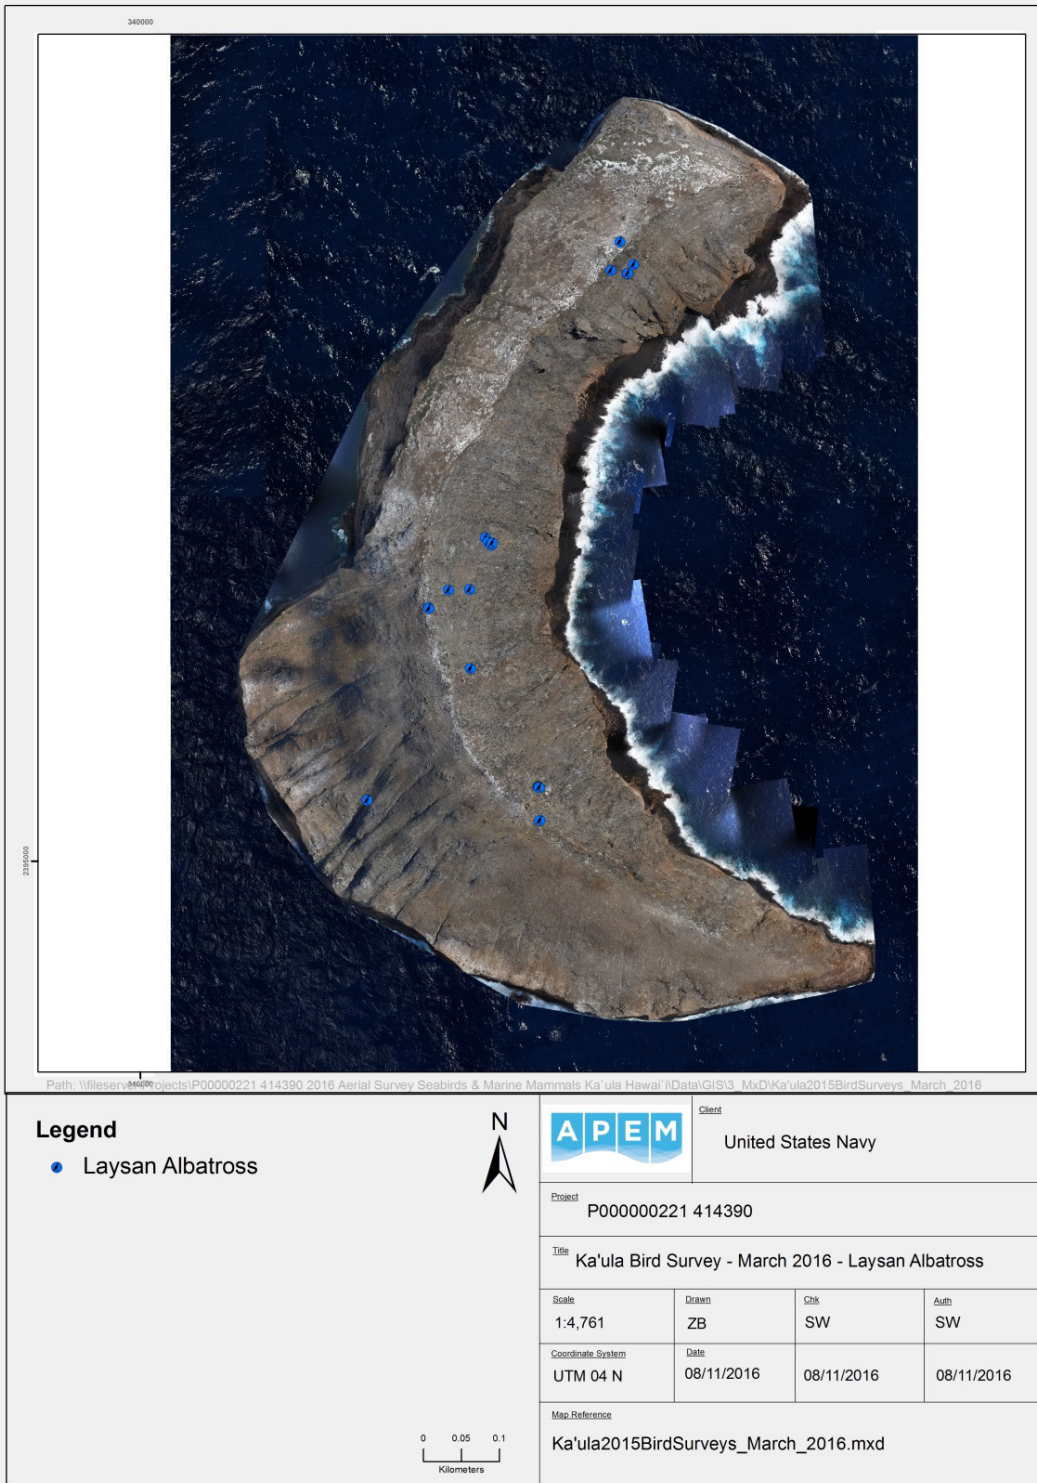 340000
2395000
340000
Path: \\fileserver\Projects\P00000221 414390 2016 Aerial Survey Seabirds & Marine Mammals Ka`ula Hawai`i\Data\GIS\3_MxD\Ka'ula2015BirdSurveys_March_2016
Legend
Laysan Albatross
N
0 0.05 0.1
Kilometers
APEM
Client
United States Navy
Project
P000000221 414390
Title
Ka'ula Bird Survey - March 2016 - Laysan Albatross
Scale
1:4,761
Drawn
ZB
Chk
SW
Auth
SW
Coordinate System
UTM 04 N
Date
08/11/2016
08/11/2016
08/11/2016
Map Reference
Ka'ula2015BirdSurveys_March_2016.mxd